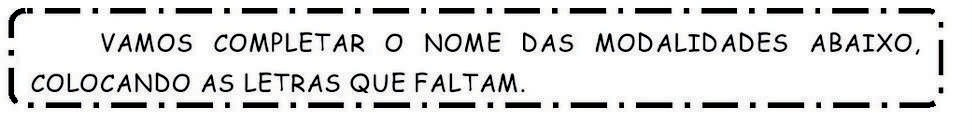 VAMOS COMPLETAR O NOME DAS MODALIDADES ABAIXO,
COLOCANDO AS LETRAS QUE FALTAM.